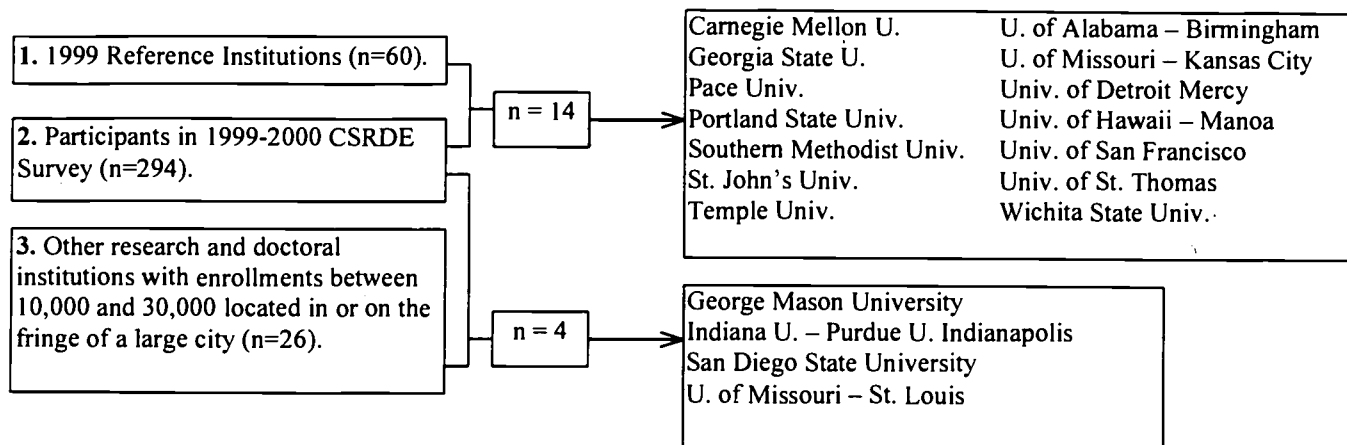 1. 1999 Reference Institutions (n=60).
2. Participants in 1999-2000 CSRDE
Survey (n=294).
3. Other research and doctoral
institutions with enrollments between
10,000 and 30,000 located in or on the
fringe of a large city (n=26).
n = 14
n = 4
Carnegie Mellon U.
Georgia State U.
Pace Univ.
Portland State Univ.
Southern Methodist Univ.
St. John's Univ.
Temple Univ.
U. of Alabama – Birmingham
U. of Missouri – Kansas City
Univ. of Detroit Mercy
Univ. of Hawaii – Manoa
Univ. of San Francisco
Univ. of St. Thomas
Wichita State Univ.
George Mason University
Indiana U. – Purdue U. Indianapolis
San Diego State University
U. of Missouri – St. Louis